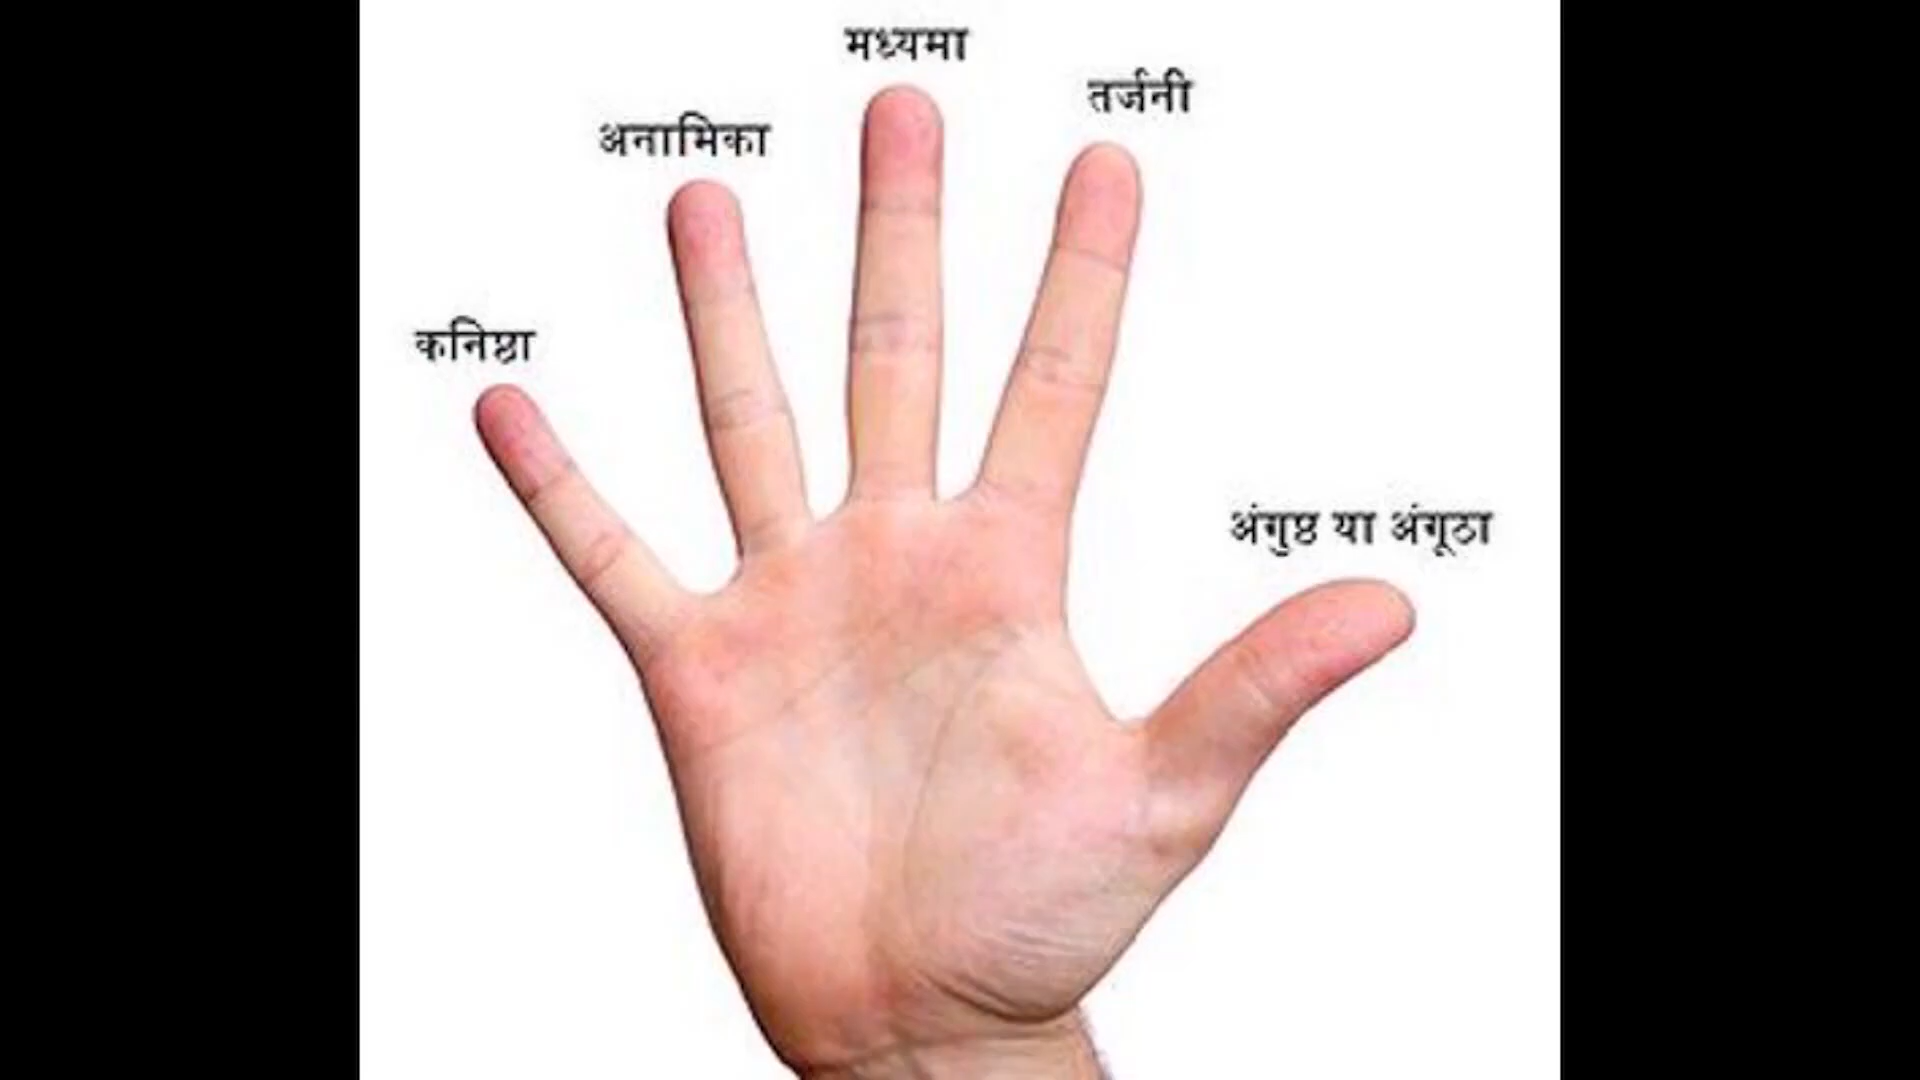 मध्यमा
तर्जनी
अनामिका
कनिष्ठा
अंगुष्ठ या अंगूठा